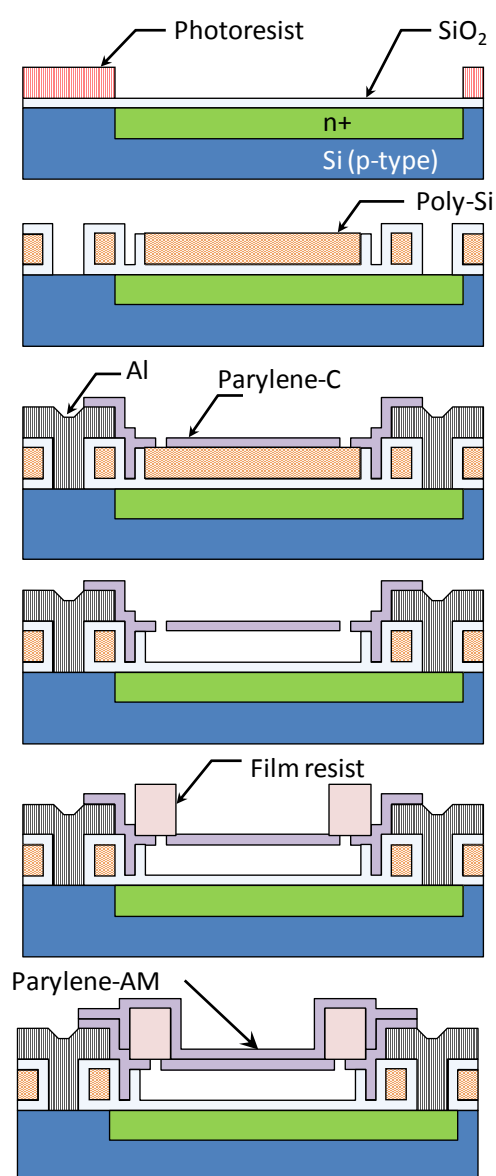 Photoresist
SiO₂
n+
Si (p-type)
Poly-Si
Al
Parylene-C
Film resist
Parylene-AM